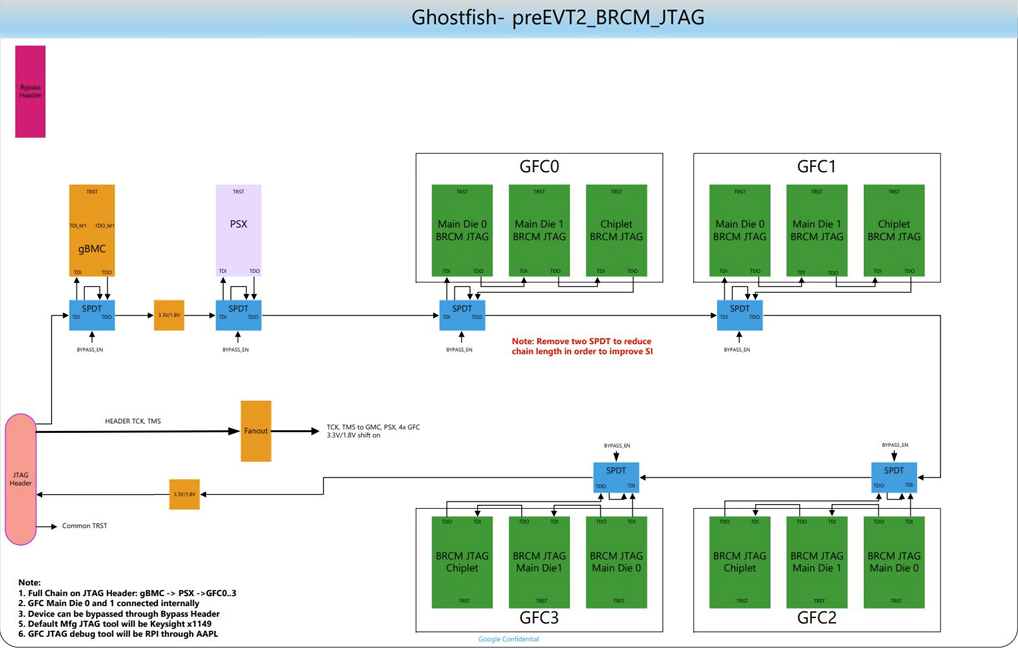 Ghostfish- preEVT2_BRCM_JTAG
Bypass
Header
GFC0
GFC1
TRST
TDI_M1 TDO_M1
gBMC
TDI TDO
TRST
PSX
TDI TDO
TRST
Main Die 0
BRCM JTAG
TDI TDO
TRST
Main Die 1
BRCM JTAG
TDI TDO
TRST
Chiplet
BRCM JTAG
TDI TDO
TRST
Main Die 0
BRCM JTAG
TDI TDO
TRST
Main Die 1
BRCM JTAG
TDI TDO
TRST
Chiplet
BRCM JTAG
TDI TDO
SPDT
TDI TDO
BYPASS_EN
3.3V/1.8V
SPDT
TDI TDO
BYPASS_EN
SPDT
TDI TDO
BYPASS_EN
SPDT
TDI TDO
BYPASS_EN
Note: Remove two SPDT to reduce
chain length in order to improve SI
HEADER TCK, TMS
Fanout
TCK, TMS to GMC, PSX, 4x GFC
3.3V/1.8V shift on
JTAG
Header
3.3V/1.8V
Common TRST
BYPASS_EN
SPDT
TDO TDI
BYPASS_EN
SPDT
TDO TDI
TDO TDI
BRCM JTAG
Chiplet
TRST
TDO TDI
BRCM JTAG
Main Die1
TRST
TDO TDI
BRCM JTAG
Main Die 0
TRST
GFC3
TDO TDI
BRCM JTAG
Chiplet
TRST
TDO TDI
BRCM JTAG
Main Die 1
TRST
TDO TDI
BRCM JTAG
Main Die 0
TRST
GFC2
Note:
1. Full Chain on JTAG Header: gBMC -> PSX ->GFC0..3
2. GFC Main Die 0 and 1 connected internally
3. Device can be bypassed through Bypass Header
5. Default Mfg JTAG tool will be Keysight x1149
6. GFC JTAG debug tool will be RPI through AAPL
Google Confidential